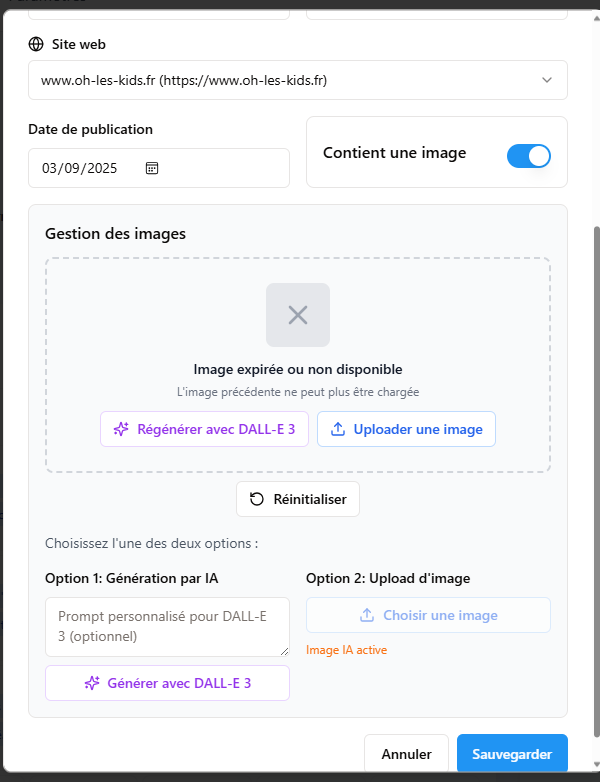 Site web
www.oh-les-kids.fr (https://www.oh-les-kids.fr)
Date de publication
03/09/2025
Contient une image
Gestion des images
Image expirée ou non disponible
L'image précédente ne peut plus être chargée
Régénérer avec DALL-E 3
Uploader une image
Réinitialiser
Choisissez l'une des deux options :
Option 1: Génération par IA
Option 2: Upload d'image
Prompt personnalisé pour DALL-E
3 (optionnel)
Choisir une image
Image IA active
Générer avec DALL-E 3
Annuler
Sauvegarder